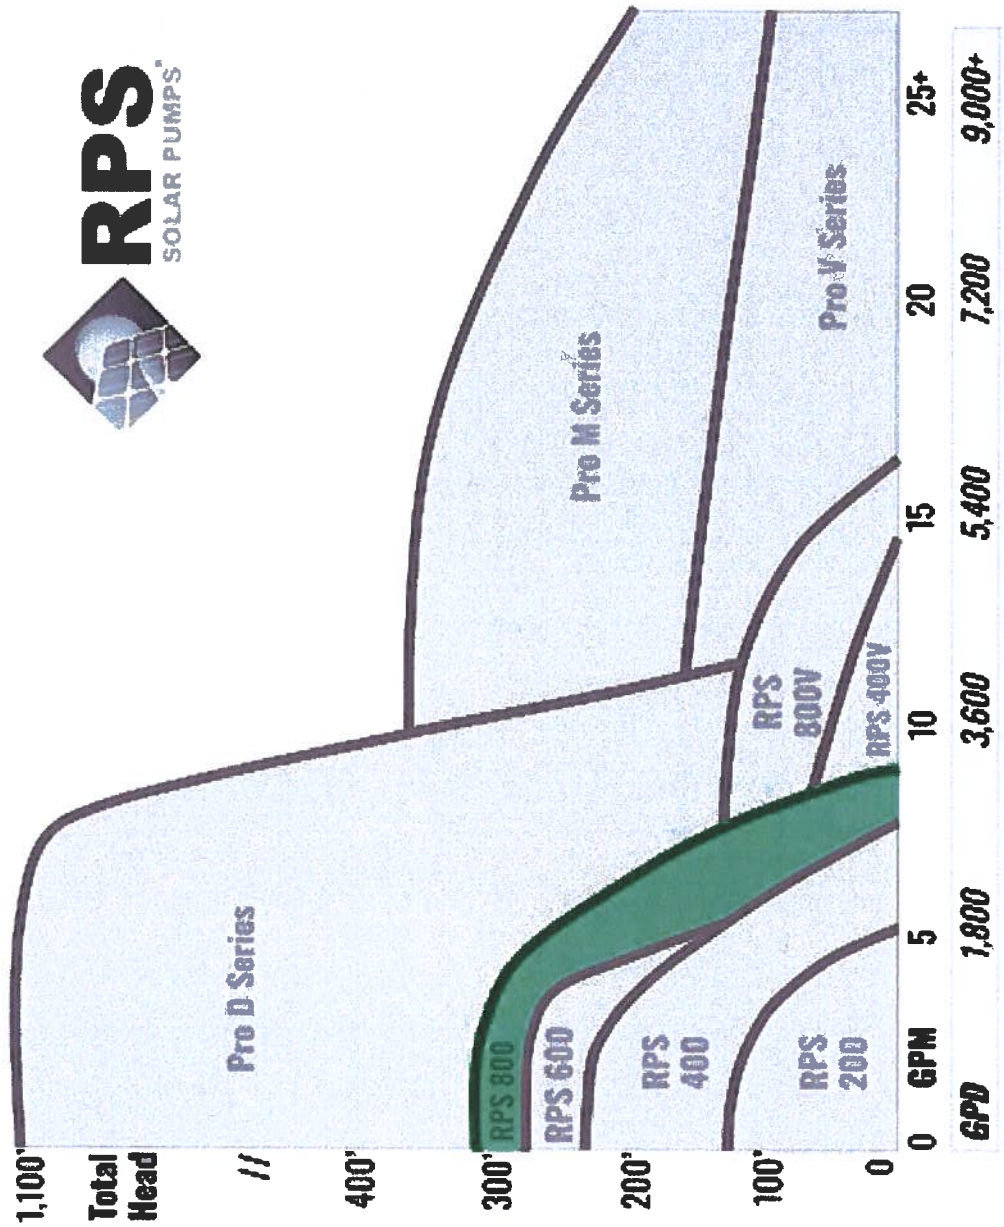 RPS
SOLAR PUMPS
1,100'
Total
Head
//
400'
300'
200'
100'
0
Pro D Series
Pro M Series
Pro V Series
RPS 800
RPS 600
RPS
400
RPS
200
RPS
800V
RPS 400V
0 GPM 5 10 15 20 25+
GPD 1,800 3,600 5,400 7,200 9,000+